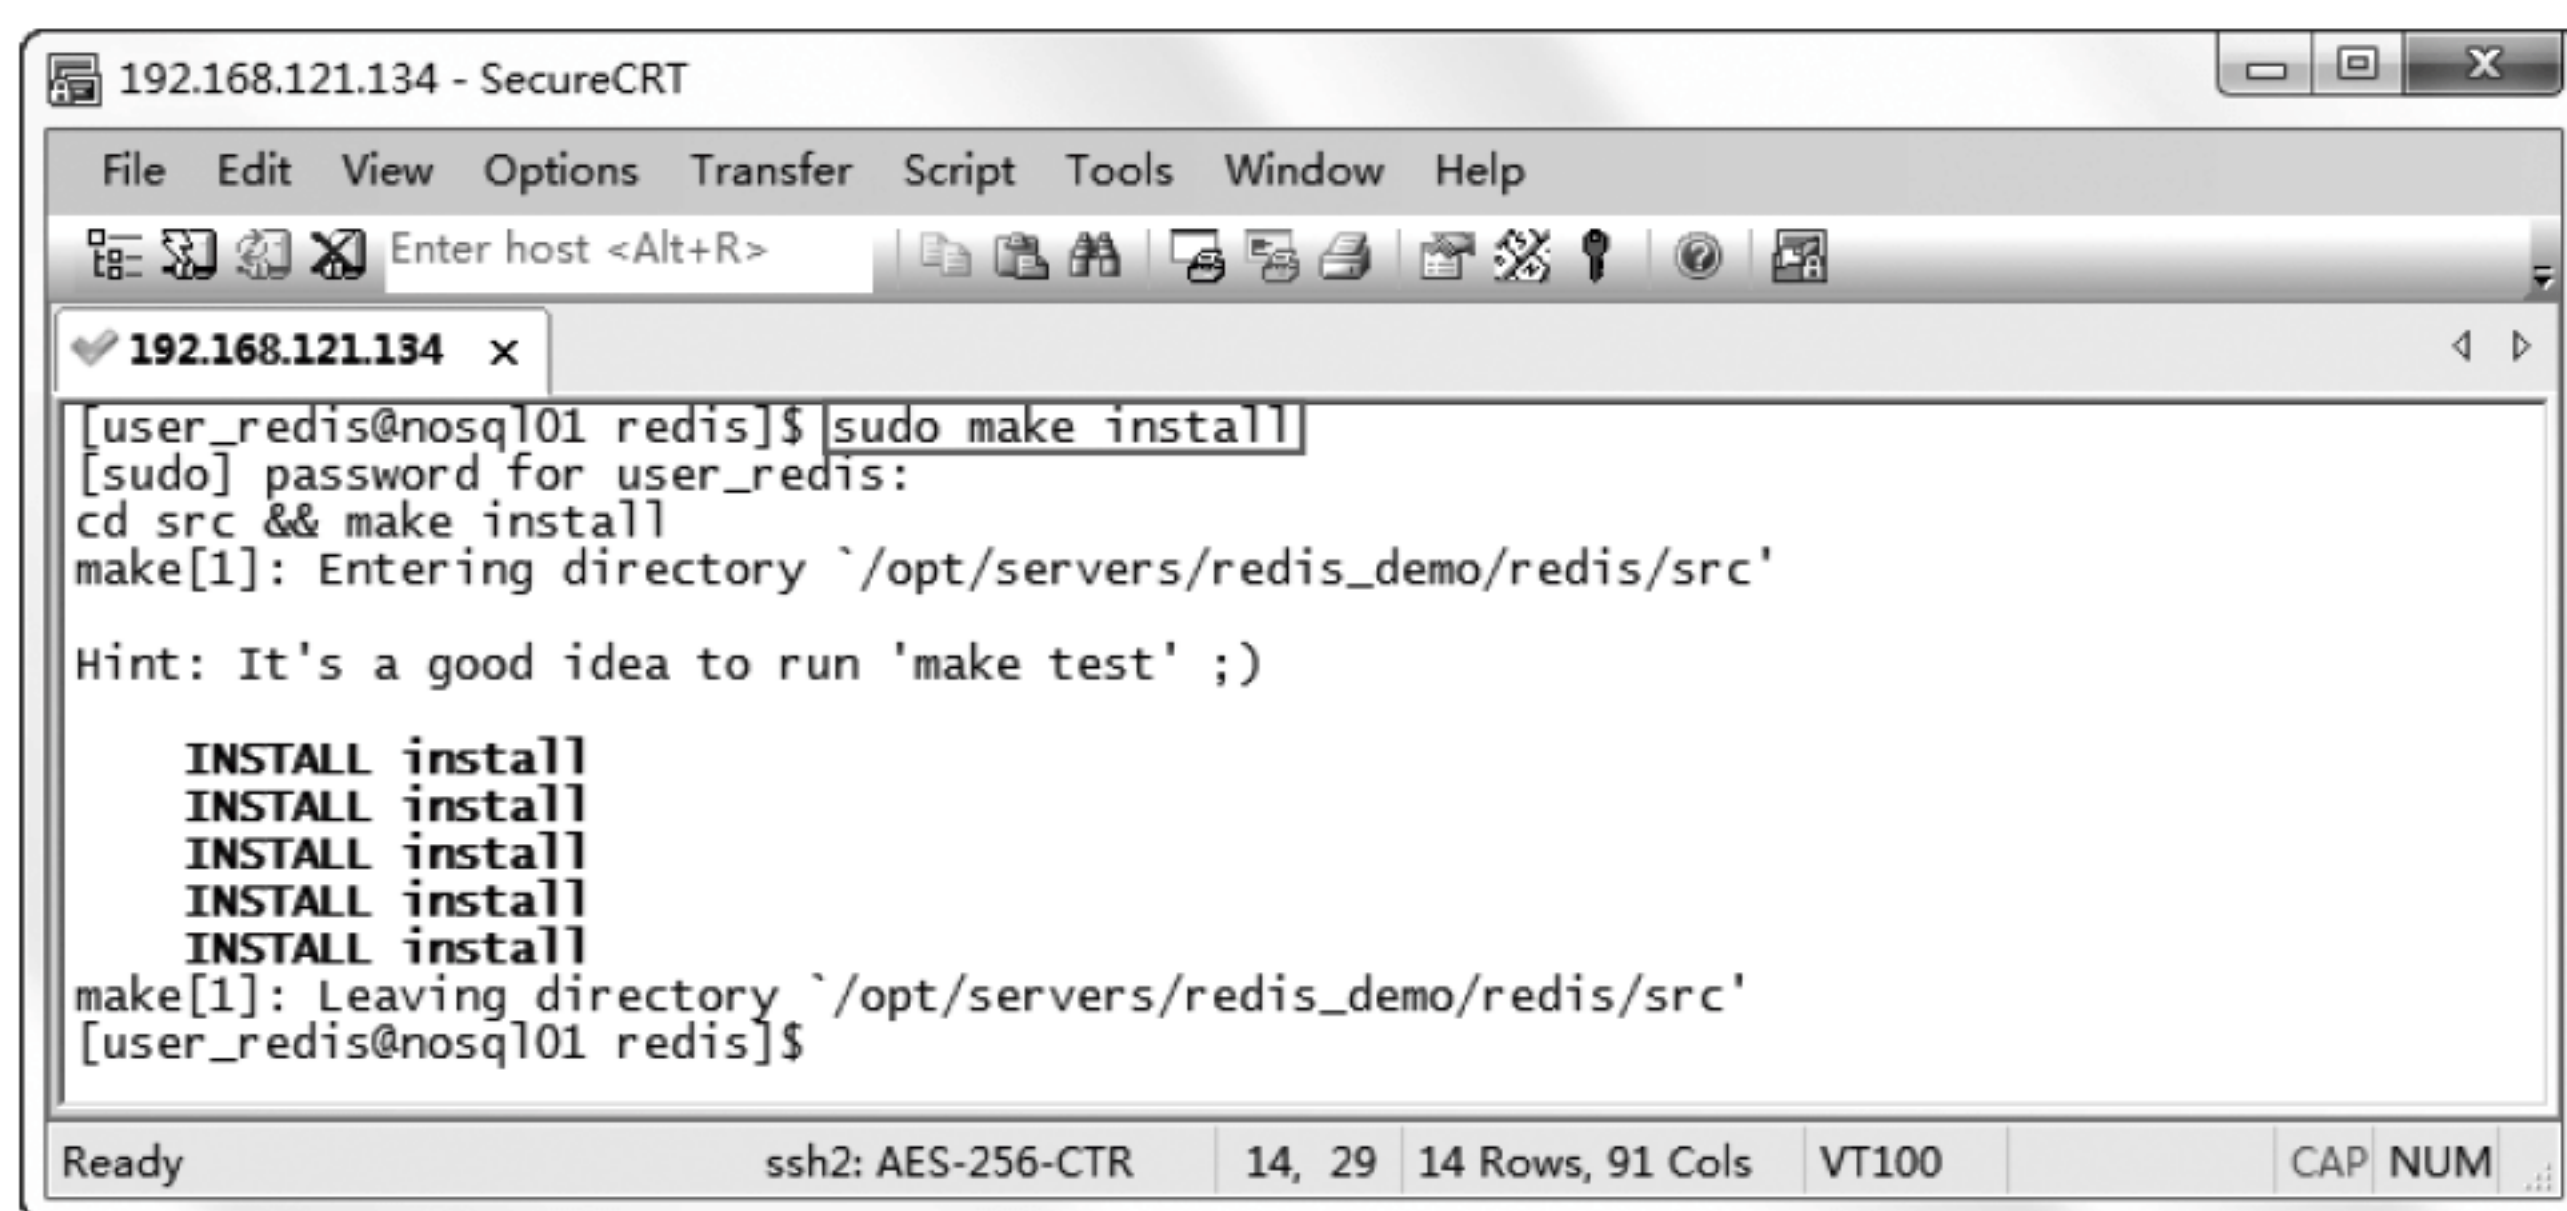 192.168.121.134 - SecureCRT
File Edit View Options Transfer Script Tools Window Help
Enter host <Alt+R>
192.168.121.134 x
[user_redis@nosql01 redis]$ sudo make install
[sudo] password for user_redis:
cd src && make install
make[1]: Entering directory `/opt/servers/redis_demo/redis/src'
Hint: It's a good idea to run 'make test' ;)
INSTALL install
INSTALL install
INSTALL install
INSTALL install
INSTALL install
make[1]: Leaving directory `/opt/servers/redis_demo/redis/src'
[user_redis@nosql01 redis]$
Ready ssh2: AES-256-CTR 14, 29 14 Rows, 91 Cols VT100 CAP NUM